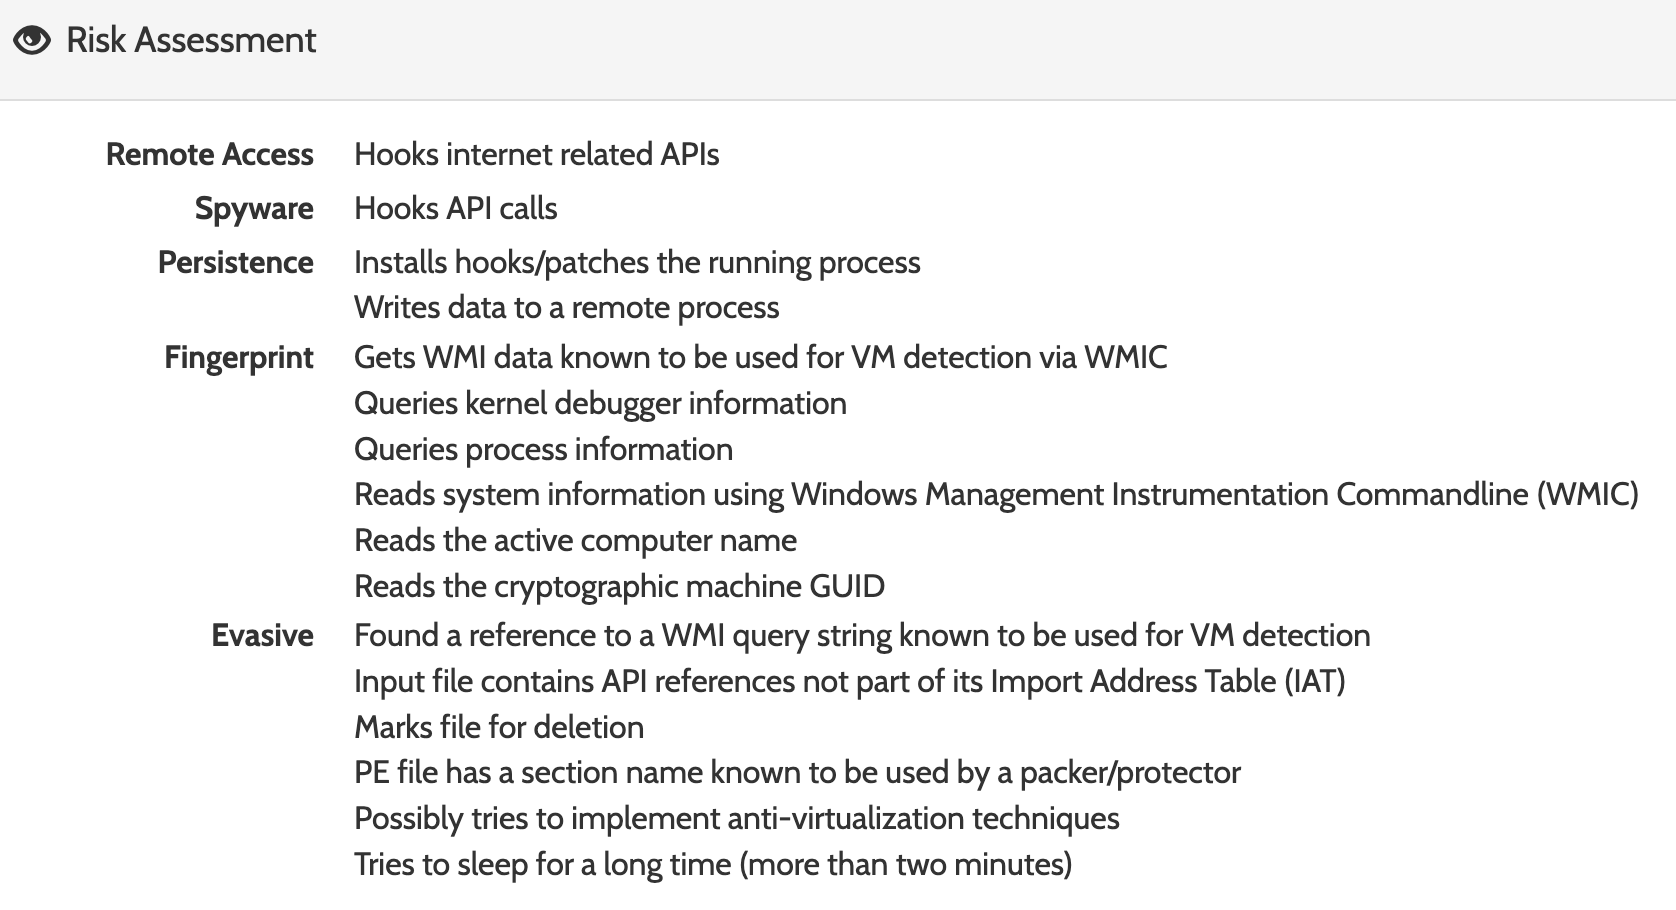 Risk Assessment
Remote Access Hooks internet related APIs
Spyware Hooks API calls
Persistence Installs hooks/patches the running process
Writes data to a remote process
Fingerprint Gets WMI data known to be used for VM detection via WMIC
Queries kernel debugger information
Queries process information
Reads system information using Windows Management Instrumentation Commandline (WMIC)
Reads the active computer name
Reads the cryptographic machine GUID
Evasive Found a reference to a WMI query string known to be used for VM detection
Input file contains API references not part of its Import Address Table (IAT)
Marks file for deletion
PE file has a section name known to be used by a packer/protector
Possibly tries to implement anti-virtualization techniques
Tries to sleep for a long time (more than two minutes)